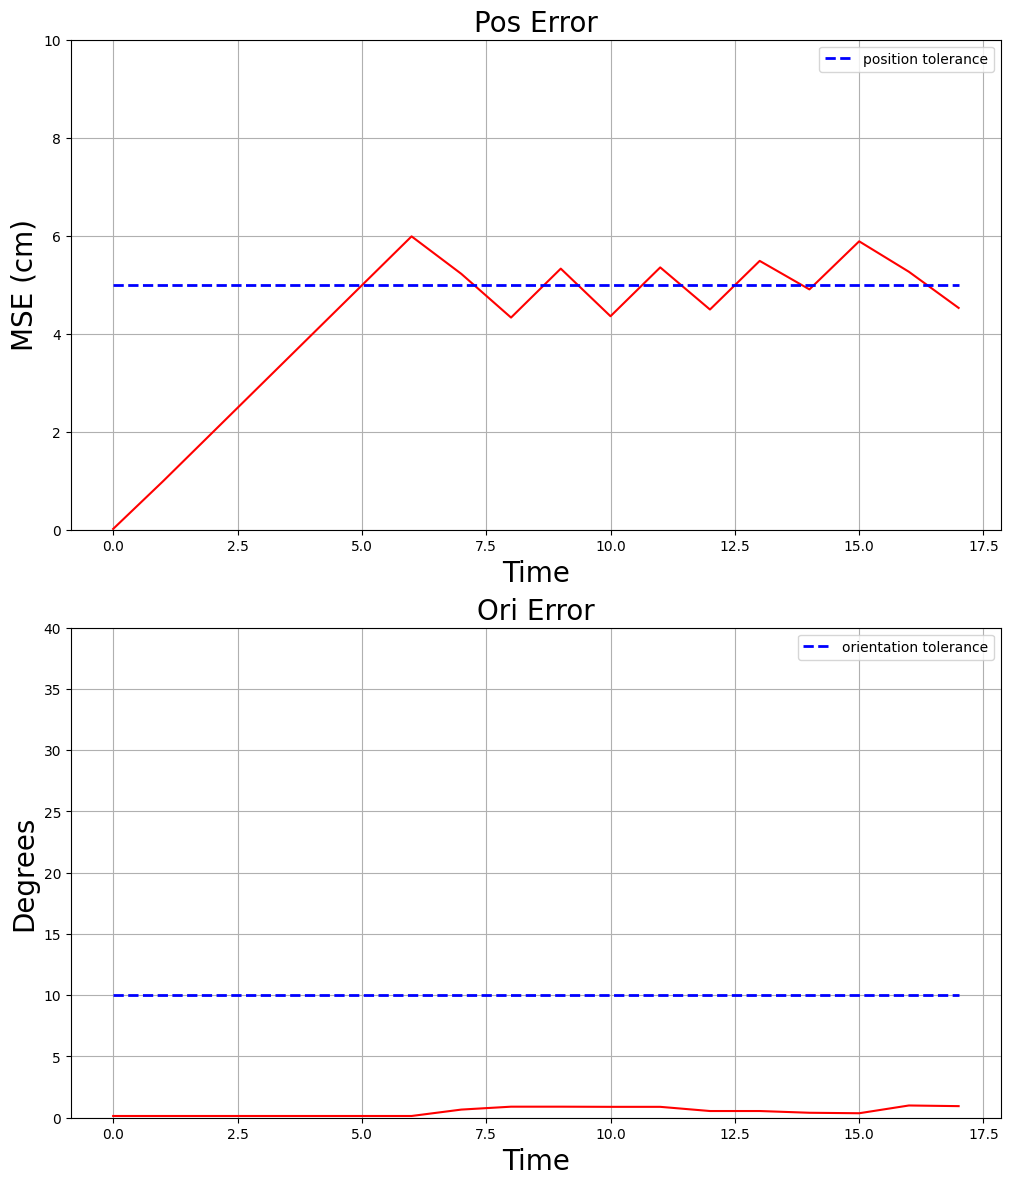 Pos Error
10
8
6
4
2
0
MSE (cm)
position tolerance
0.0 2.5 5.0 7.5 10.0 12.5 15.0 17.5
Time
Ori Error
40
35
30
25
20
15
10
5
0
Degrees
orientation tolerance
0.0 2.5 5.0 7.5 10.0 12.5 15.0 17.5
Time